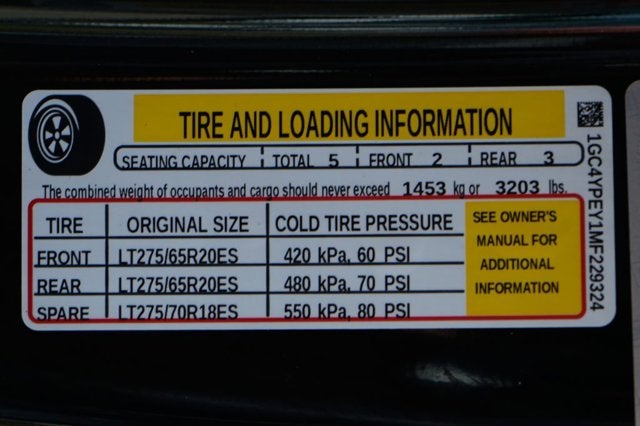 TIRE AND LOADING INFORMATION
SEATING CAPACITY TOTAL 5 FRONT 2 REAR 3
The combined weight of occupants and cargo should never exceed 1453 kg or 3203 lbs.
TIRE ORIGINAL SIZE COLD TIRE PRESSURE
FRONT LT275/65R20ES 420 kPa, 60 PSI
REAR LT275/65R20ES 480 kPa, 70 PSI
SPARE LT275/70R18ES 550 kPa, 80 PSI
SEE OWNER'S
MANUAL FOR
ADDITIONAL
INFORMATION
1GC4YPEY1MF229324